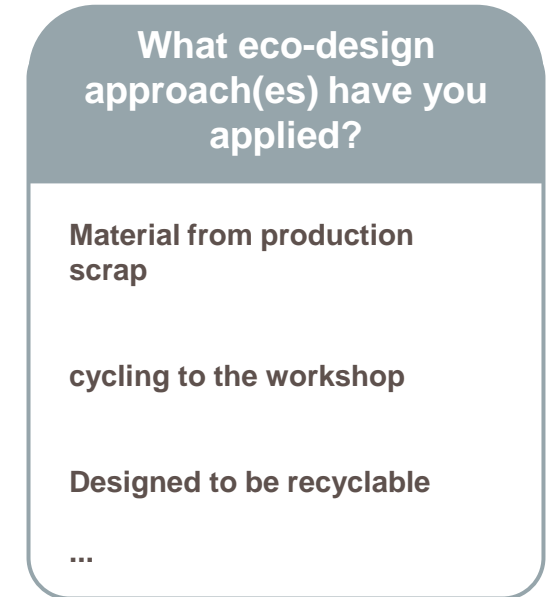 What eco-design
approach(es) have you
applied?
Material from production
scrap
cycling to the workshop
Designed to be recyclable
...